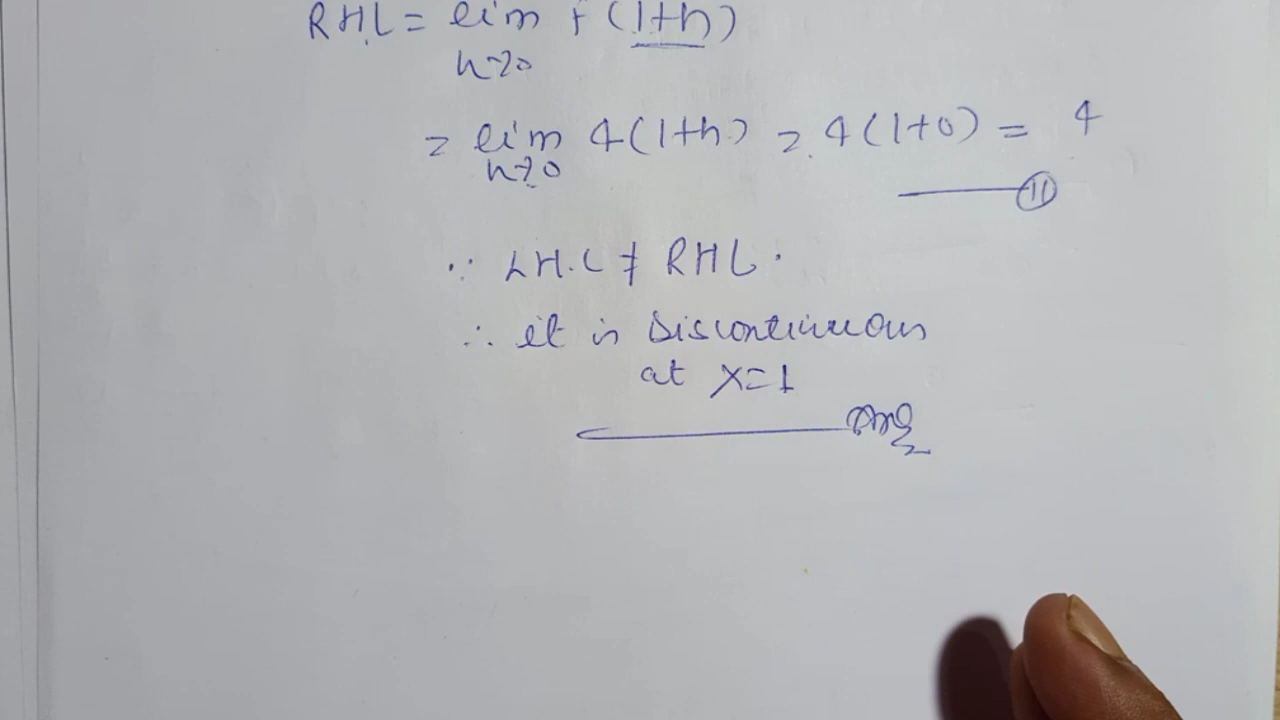 RHL = lim f (1+h)
h→0
= lim 4(1+h) = 4(1+0) = 4
h→0
II
∵ LHL ≠ RHL.
∴ it is Discontinuous
at x=1
Ans